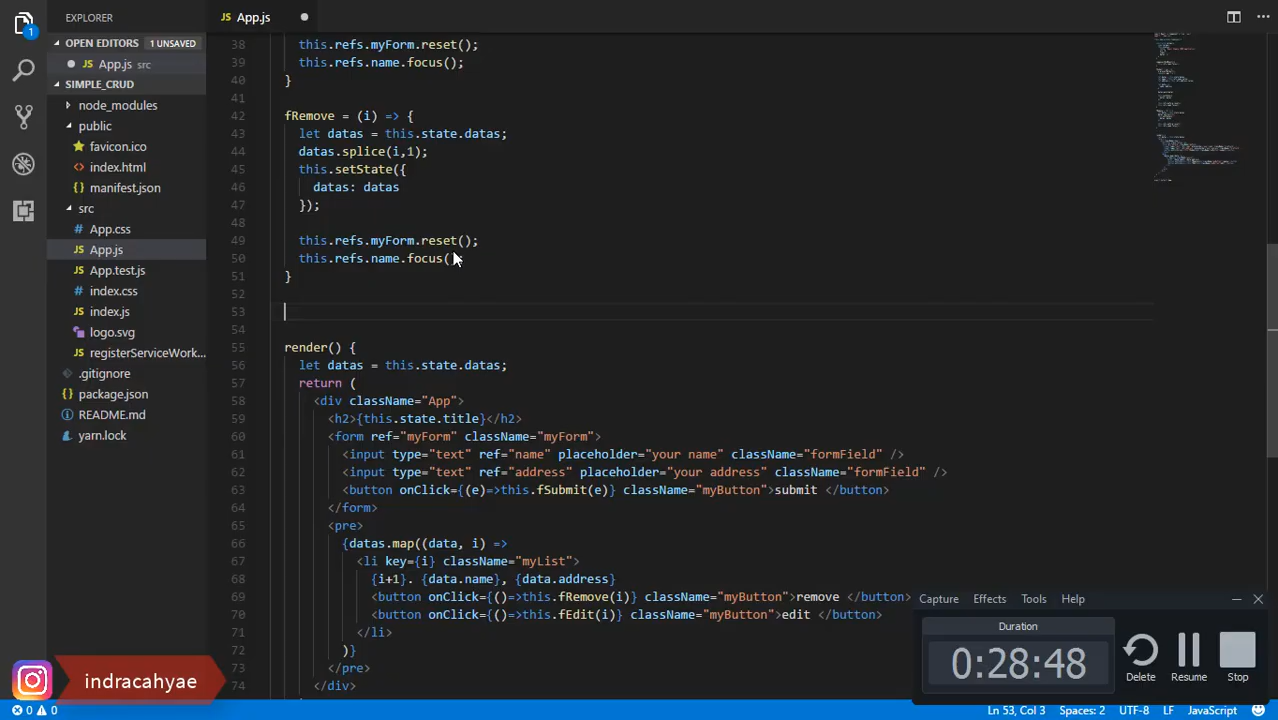 EXPLORER
JS App.js
OPEN EDITORS 1 UNSAVED
App.js src
SIMPLE_CRUD
node_modules
public
favicon.ico
<> index.html
{} manifest.json
src
# App.css
JS App.js
JS App.test.js
# index.css
JS index.js
logo.svg
JS registerServiceWork...
.gitignore
{} package.json
README.md
yarn.lock
1
38 this.refs.myForm.reset();
39 this.refs.name.focus();
40 }
41
42 fRemove = (i) => {
43 let datas = this.state.datas;
44 datas.splice(i,1);
45 this.setState({
46 datas: datas
47 });
48
49 this.refs.myForm.reset();
50 this.refs.name.focus();
51 }
52
53
54
55 render() {
56 let datas = this.state.datas;
57 return (
58 <div className="App">
59 <h2>{this.state.title}</h2>
60 <form ref="myForm" className="myForm">
61 <input type="text" ref="name" placeholder="your name" className="formField" />
62 <input type="text" ref="address" placeholder="your address" className="formField" />
63 <button onClick={(e)=>this.fSubmit(e)} className="myButton">submit </button>
64 </form>
65 <pre>
66 {datas.map((data, i) =>
67 <li key={i} className="myList">
68 {i+1}. {data.name}, {data.address}
69 <button onClick={()=>this.fRemove(i)} className="myButton">remove </button>
70 <button onClick={()=>this.fEdit(i)} className="myButton">edit </button>
71 </li>
72 )}
73 </pre>
74 </div>
Capture Effects Tools Help
Duration
0:28:48
Delete Resume Stop
indracahyae
0 0
Ln 53, Col 3 Spaces: 2 UTF-8 LF JavaScript